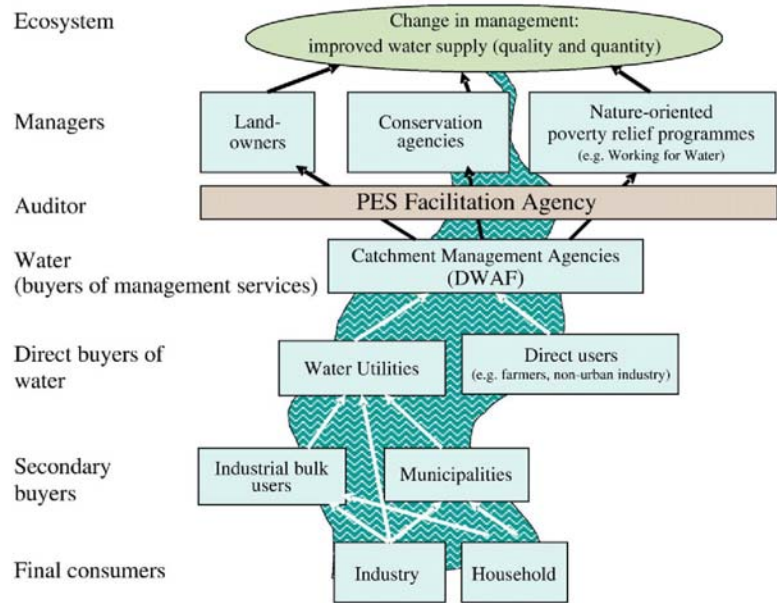 Ecosystem
Change in management:
improved water supply (quality and quantity)
Managers
Land-
owners
Conservation
agencies
Nature-oriented
poverty relief programmes
(e.g. Working for Water)
Auditor
PES Facilitation Agency
Water
(buyers of management services)
Catchment Management Agencies
(DWAF)
Direct buyers of
water
Water Utilities
Direct users
(e.g. farmers, non-urban industry)
Secondary
buyers
Industrial bulk
users
Municipalities
Final consumers
Industry
Household